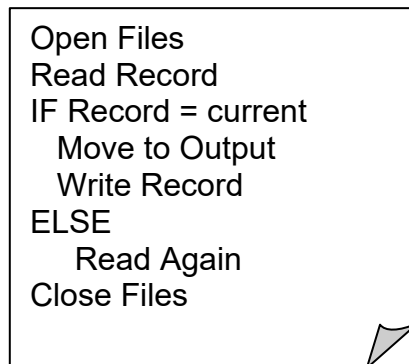 Open Files
Read Record
IF Record = current
Move to Output
Write Record
ELSE
Read Again
Close Files